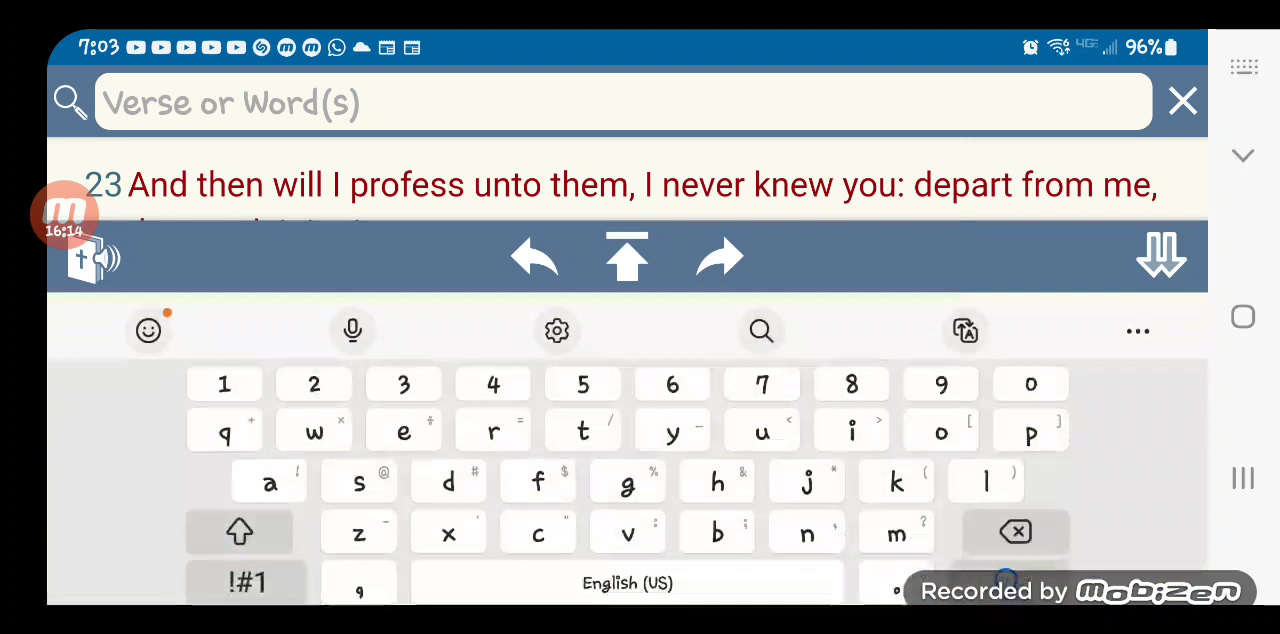 7:03 4GE 96%
Verse or Word(s)
23 And then will I profess unto them, I never knew you: depart from me,
16:14
1 2 3 4 5 6 7 8 9 0
q + w × e ÷ r = t / y _ u < i > o [ p ]
a ! s @ d # f $ g % h & j * k ( l )
z - x ' c " v : b ; n , m ?
!#1 , English (US) .
Recorded by mobizen